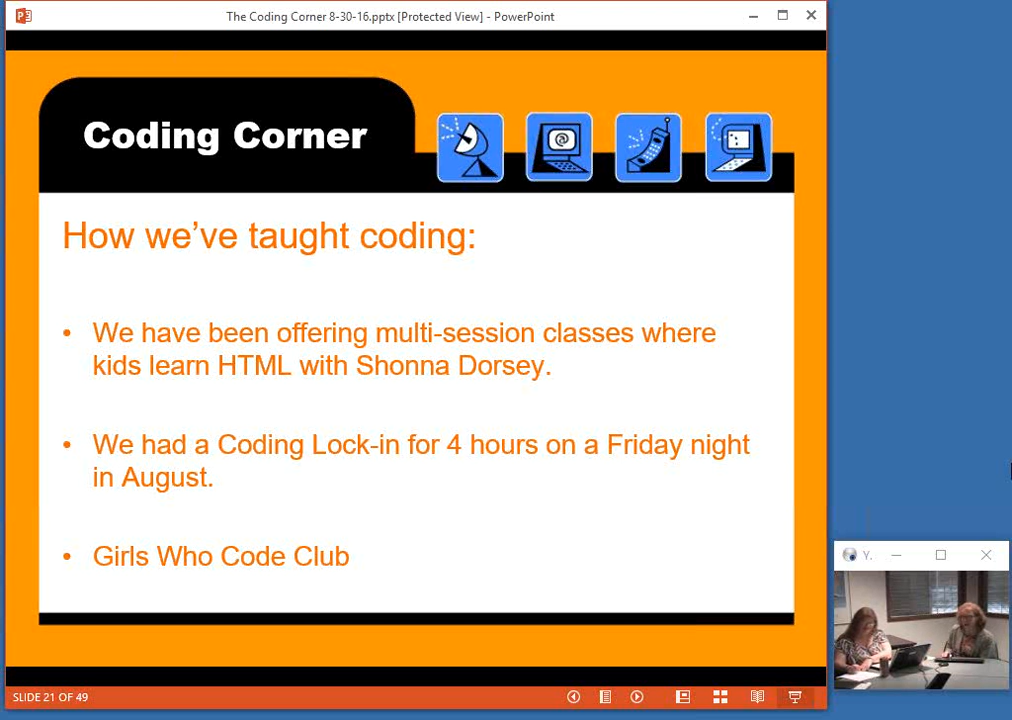 The Coding Corner 8-30-16.pptx [Protected View] - PowerPoint
Coding Corner
How we’ve taught coding:
• We have been offering multi-session classes where
kids learn HTML with Shonna Dorsey.
• We had a Coding Lock-in for 4 hours on a Friday night
in August.
• Girls Who Code Club
Y.
SLIDE 21 OF 49